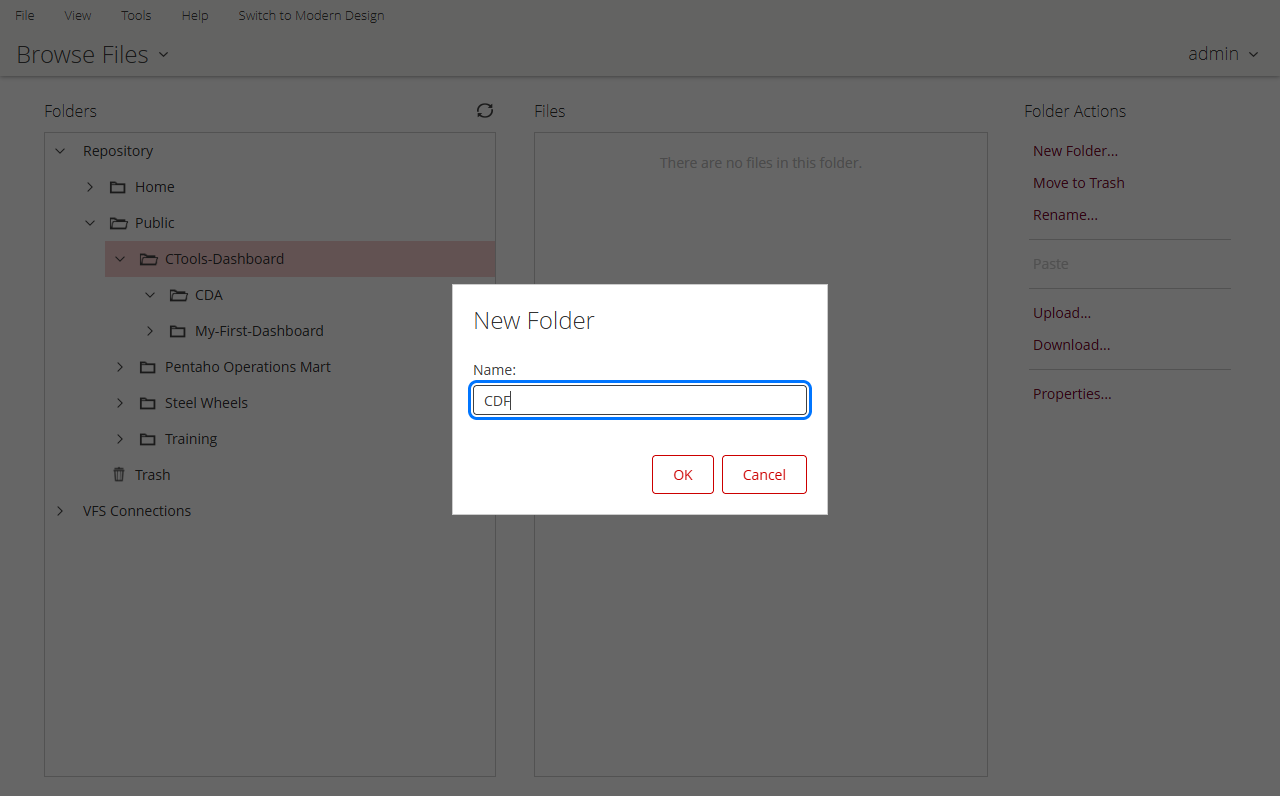 File View Tools Help Switch to Modern Design
Browse Files
admin
Folders
Repository
Home
Public
CTools-Dashboard
CDA
My-First-Dashboard
Pentaho Operations Mart
Steel Wheels
Training
Trash
VFS Connections
Files
There are no files in this folder.
New Folder
Name:
CDF
OK Cancel
Folder Actions
New Folder...
Move to Trash
Rename...
Paste
Upload...
Download...
Properties...